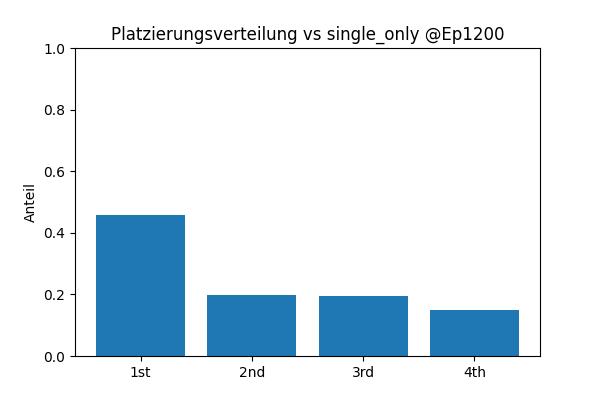 Platzierungsverteilung vs single_only @Ep1200
1.0
0.8
0.6
0.4
0.2
0.0
Anteil
1st
2nd
3rd
4th